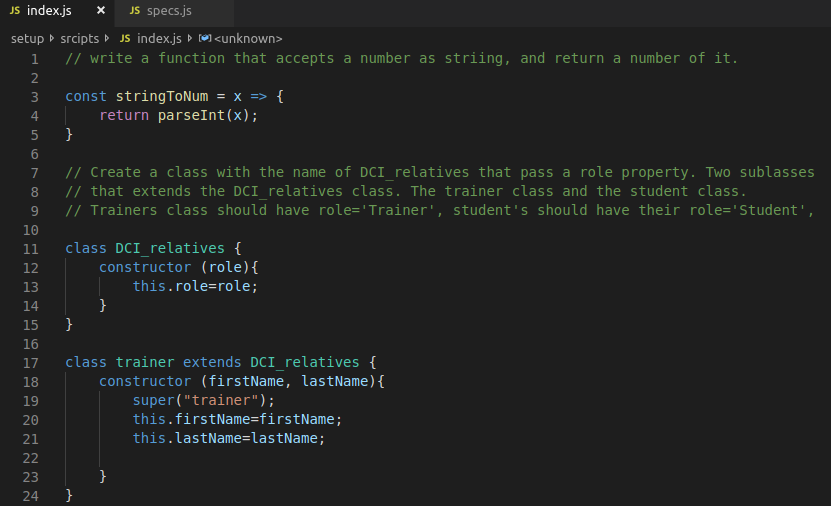 JS index.js × JS specs.js
setup > srcipts > JS index.js > <unknown>
1 // write a function that accepts a number as striing, and return a number of it.
2
3 const stringToNum = x => {
4 return parseInt(x);
5 }
6
7 // Create a class with the name of DCI_relatives that pass a role property. Two sublasses
8 // that extends the DCI_relatives class. The trainer class and the student class.
9 // Trainers class should have role='Trainer', student's should have their role='Student',
10
11 class DCI_relatives {
12 constructor (role){
13 this.role=role;
14 }
15 }
16
17 class trainer extends DCI_relatives {
18 constructor (firstName, lastName){
19 super("trainer");
20 this.firstName=firstName;
21 this.lastName=lastName;
22
23 }
24 }